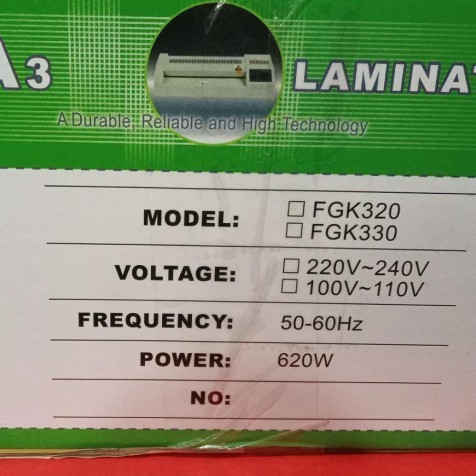 A3 LAMINAT
A Durable, Reliable and High Technology
MODEL: FGK320
FGK330
VOLTAGE: 220V~240V
100V~110V
FREQUENCY: 50-60Hz
POWER: 620W
NO: